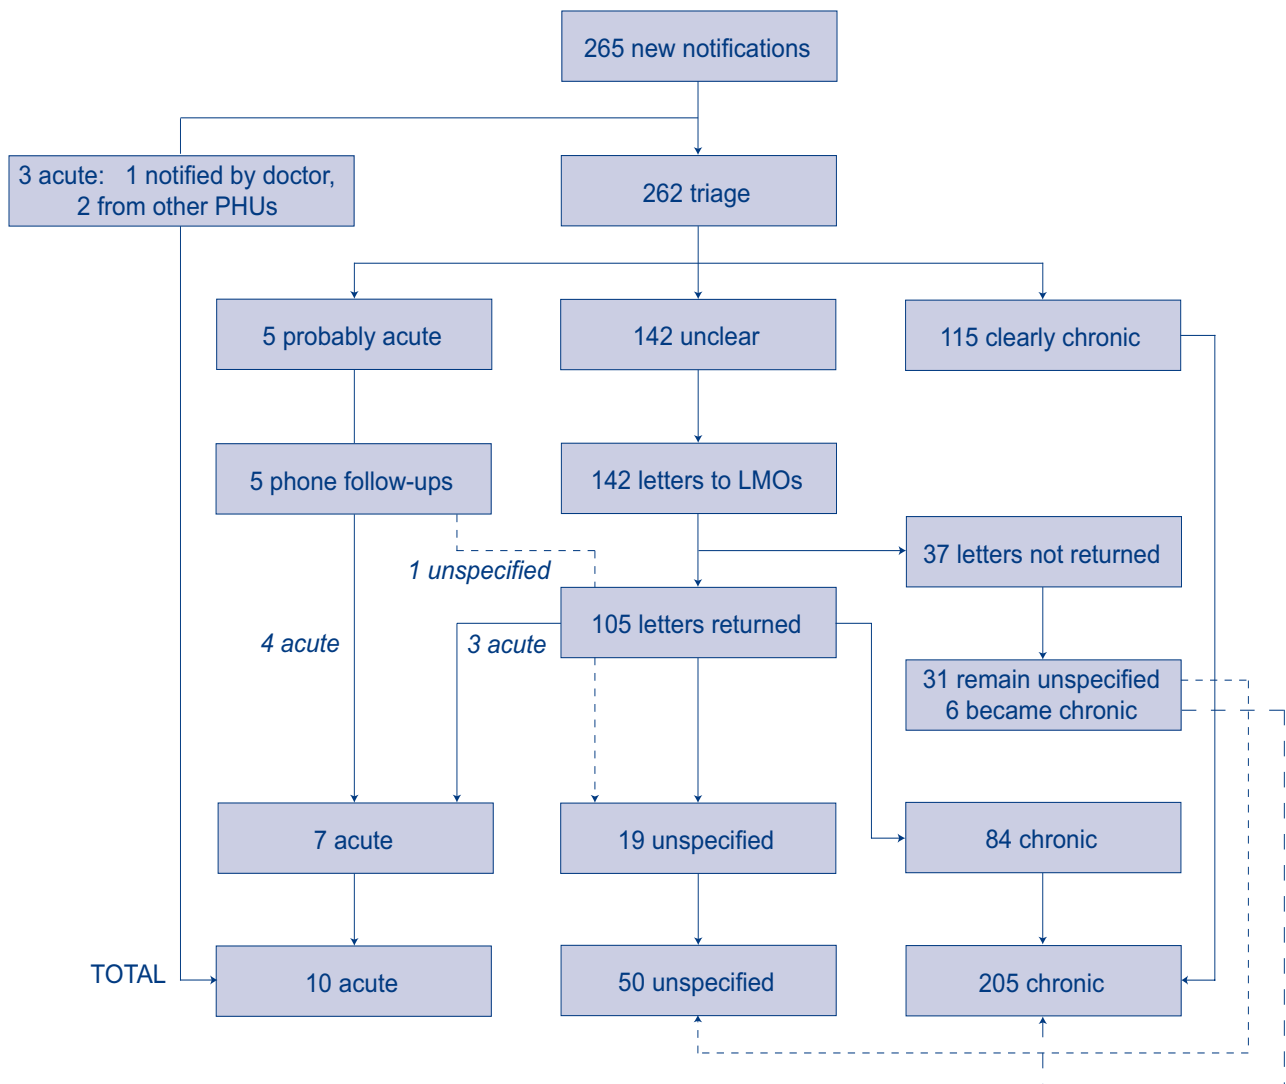 265 new notifications
3 acute: 1 notified by doctor,
2 from other PHUs
262 triage
5 probably acute
142 unclear
115 clearly chronic
5 phone follow-ups
142 letters to LMOs
37 letters not returned
1 unspecified
105 letters returned
4 acute
3 acute
31 remain unspecified
6 became chronic
7 acute
19 unspecified
84 chronic
TOTAL
10 acute
50 unspecified
205 chronic